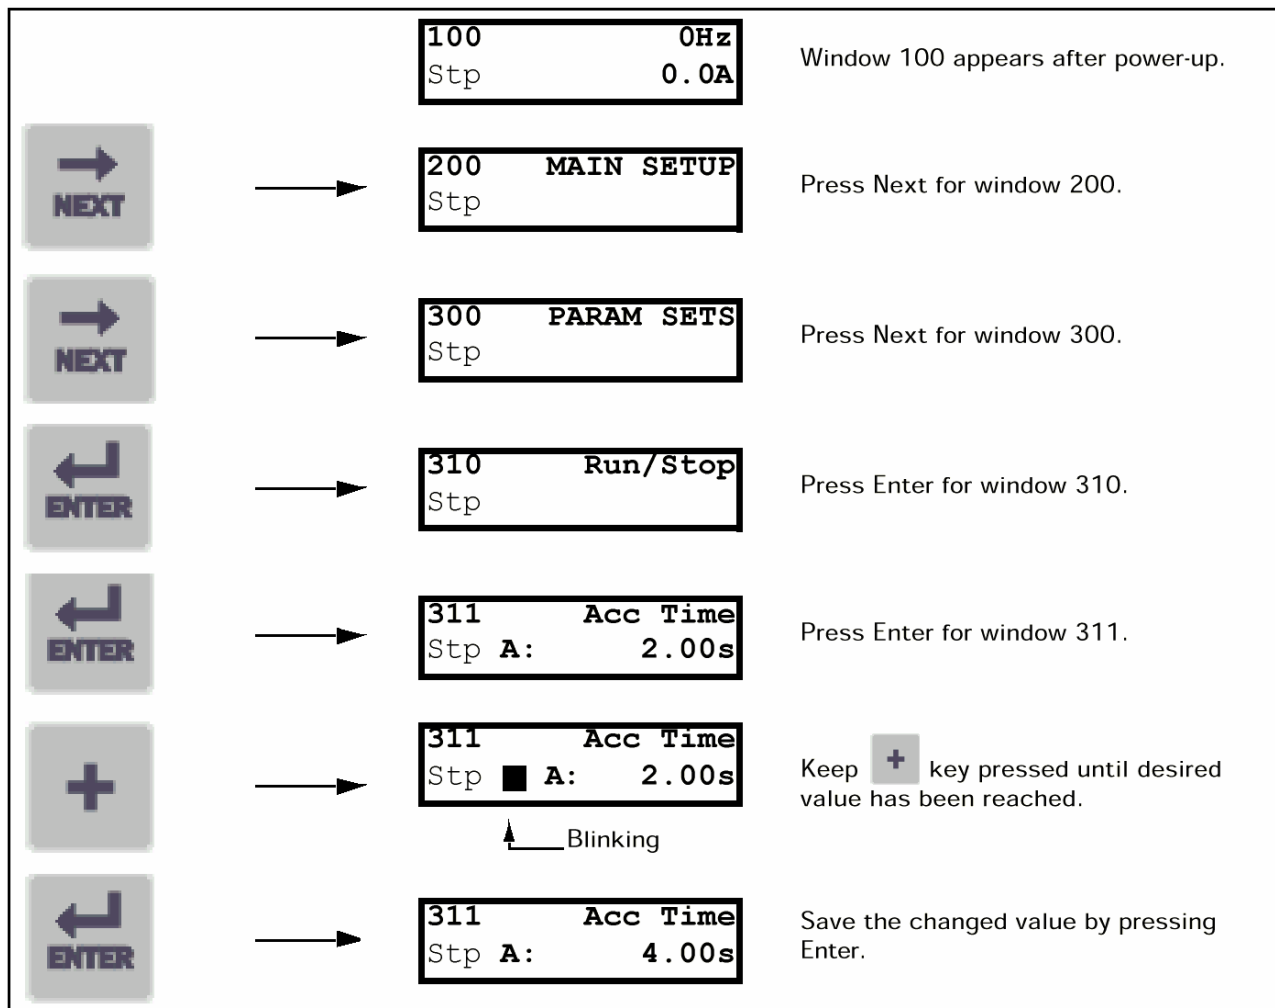 100 0Hz
Stp 0.0A
Window 100 appears after power-up.
NEXT
200 MAIN SETUP
Stp
Press Next for window 200.
NEXT
300 PARAM SETS
Stp
Press Next for window 300.
ENTER
310 Run/Stop
Stp
Press Enter for window 310.
ENTER
311 Acc Time
Stp A: 2.00s
Press Enter for window 311.
+
311 Acc Time
Stp A: 2.00s
Blinking
Keep + key pressed until desired
value has been reached.
ENTER
311 Acc Time
Stp A: 4.00s
Save the changed value by pressing
Enter.